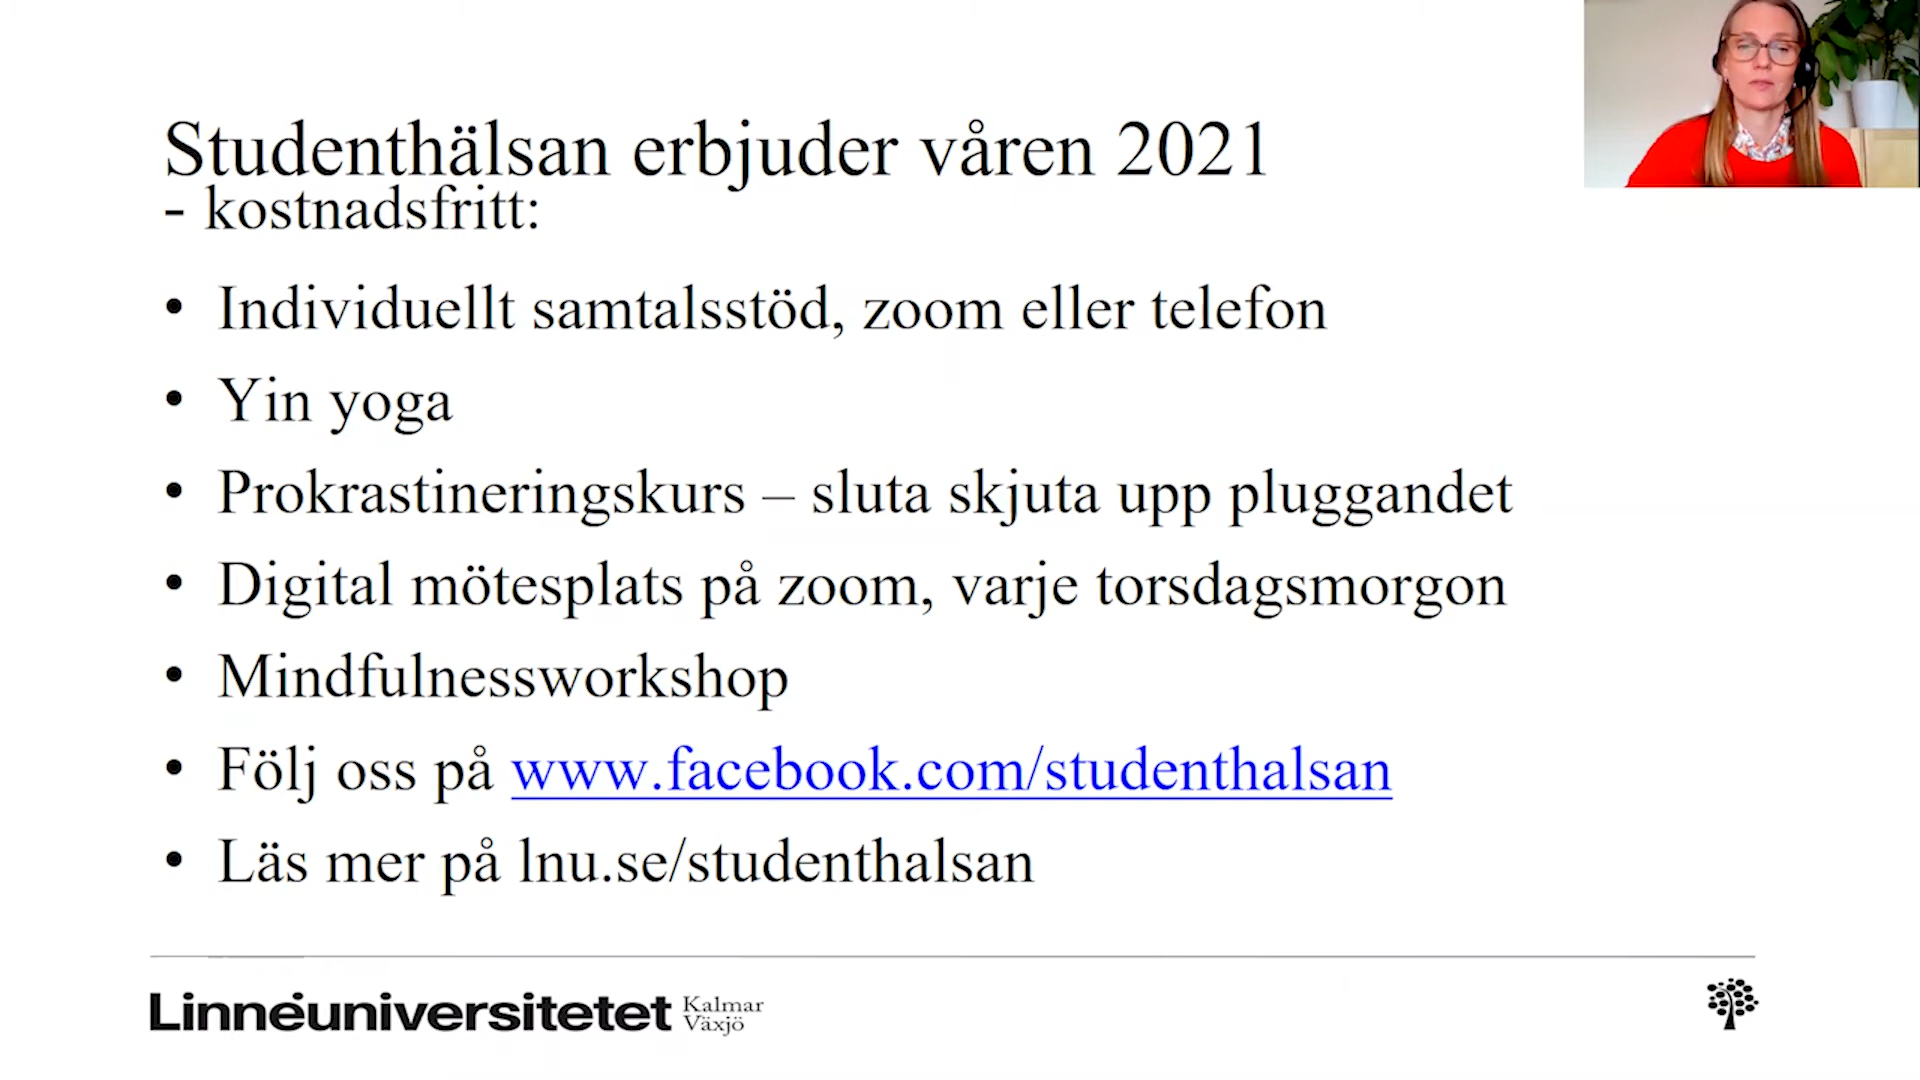 Studenthälsan erbjuder våren 2021
- kostnadsfritt:
• Individuellt samtalsstöd, zoom eller telefon
• Yin yoga
• Prokrastineringskurs – sluta skjuta upp pluggandet
• Digital mötesplats på zoom, varje torsdagsmorgon
• Mindfulnessworkshop
• Följ oss på www.facebook.com/studenthalsan
• Läs mer på lnu.se/studenthalsan
Linnéuniversitetet
Kalmar
Växjö